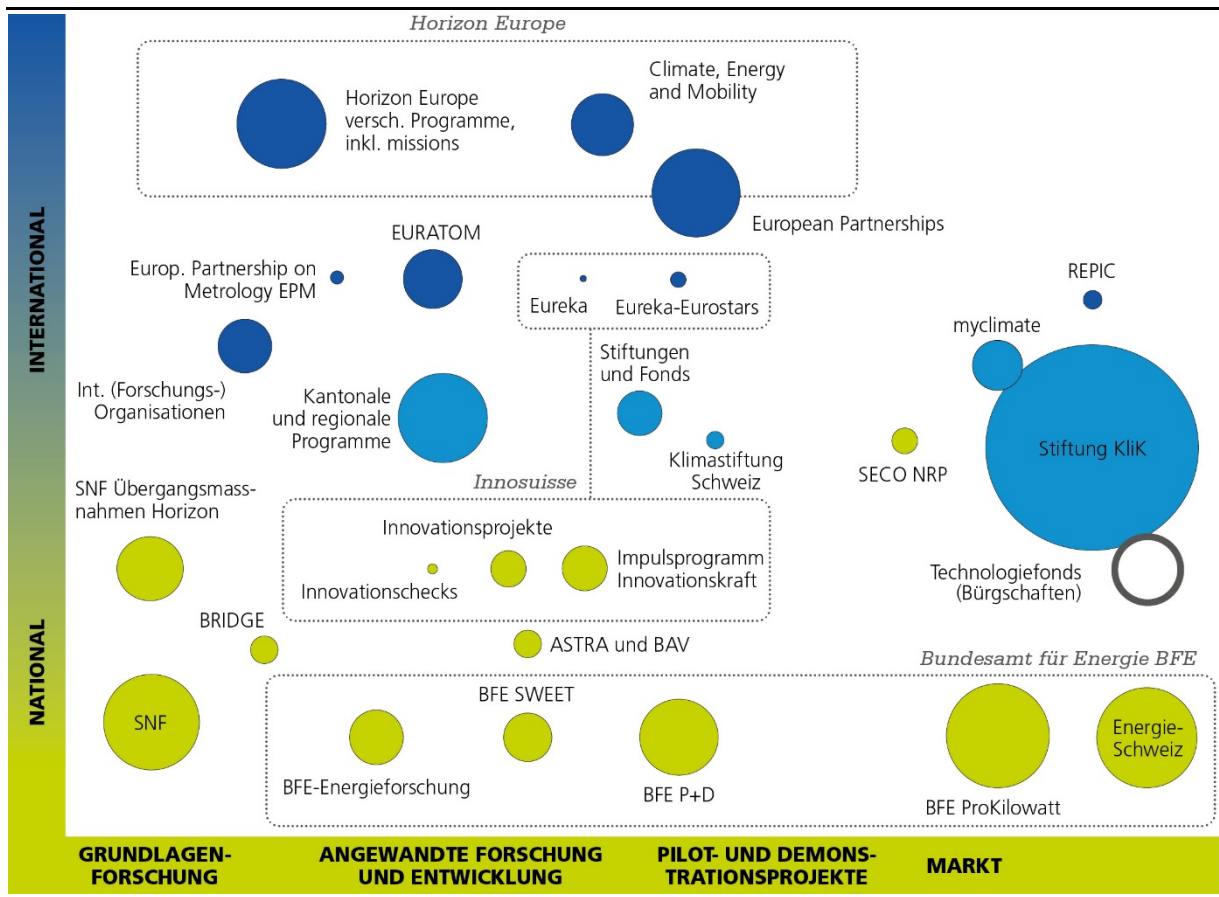 Horizon Europe
Climate, Energy
and Mobility
Horizon Europe
versch. Programme,
inkl. missions
European Partnerships
EURATOM
Europ. Partnership on
Metrology EPM
Eureka
Eureka-Eurostars
REPIC
myclimate
Int. (Forschungs-)
Organisationen
Kantonale
und regionale
Programme
Stiftungen
und Fonds
Klimastiftung
Schweiz
SECO NRP
Stiftung KliK
SNF Übergangsmass-
nahmen Horizon
Innosuisse
Innovationsprojekte
Innovationschecks
Impulsprogramm
Innovationskraft
Technologiefonds
(Bürgschaften)
BRIDGE
ASTRA und BAV
Bundesamt für Energie BFE
SNF
BFE SWEET
BFE-Energieforschung
BFE P+D
BFE ProKilowatt
Energie-
Schweiz
INTERNATIONAL
NATIONAL
GRUNDLAGEN-
FORSCHUNG
ANGEWANDTE FORSCHUNG
UND ENTWICKLUNG
PILOT- UND DEMONS-
TRATIONSPROJEKTE
MARKT